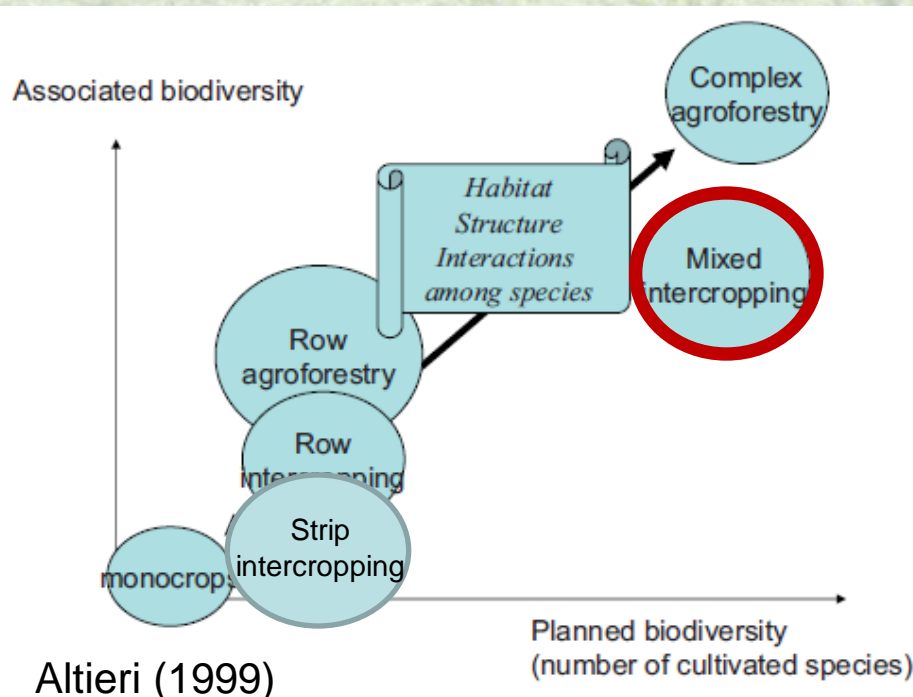 Associated biodiversity
Complex
agroforestry
Habitat
Structure
Interactions
among species
Mixed
intercropping
Row
agroforestry
Row
intercropping
Strip
intercropping
monocrops
Planned biodiversity
(number of cultivated species)
Altieri (1999)